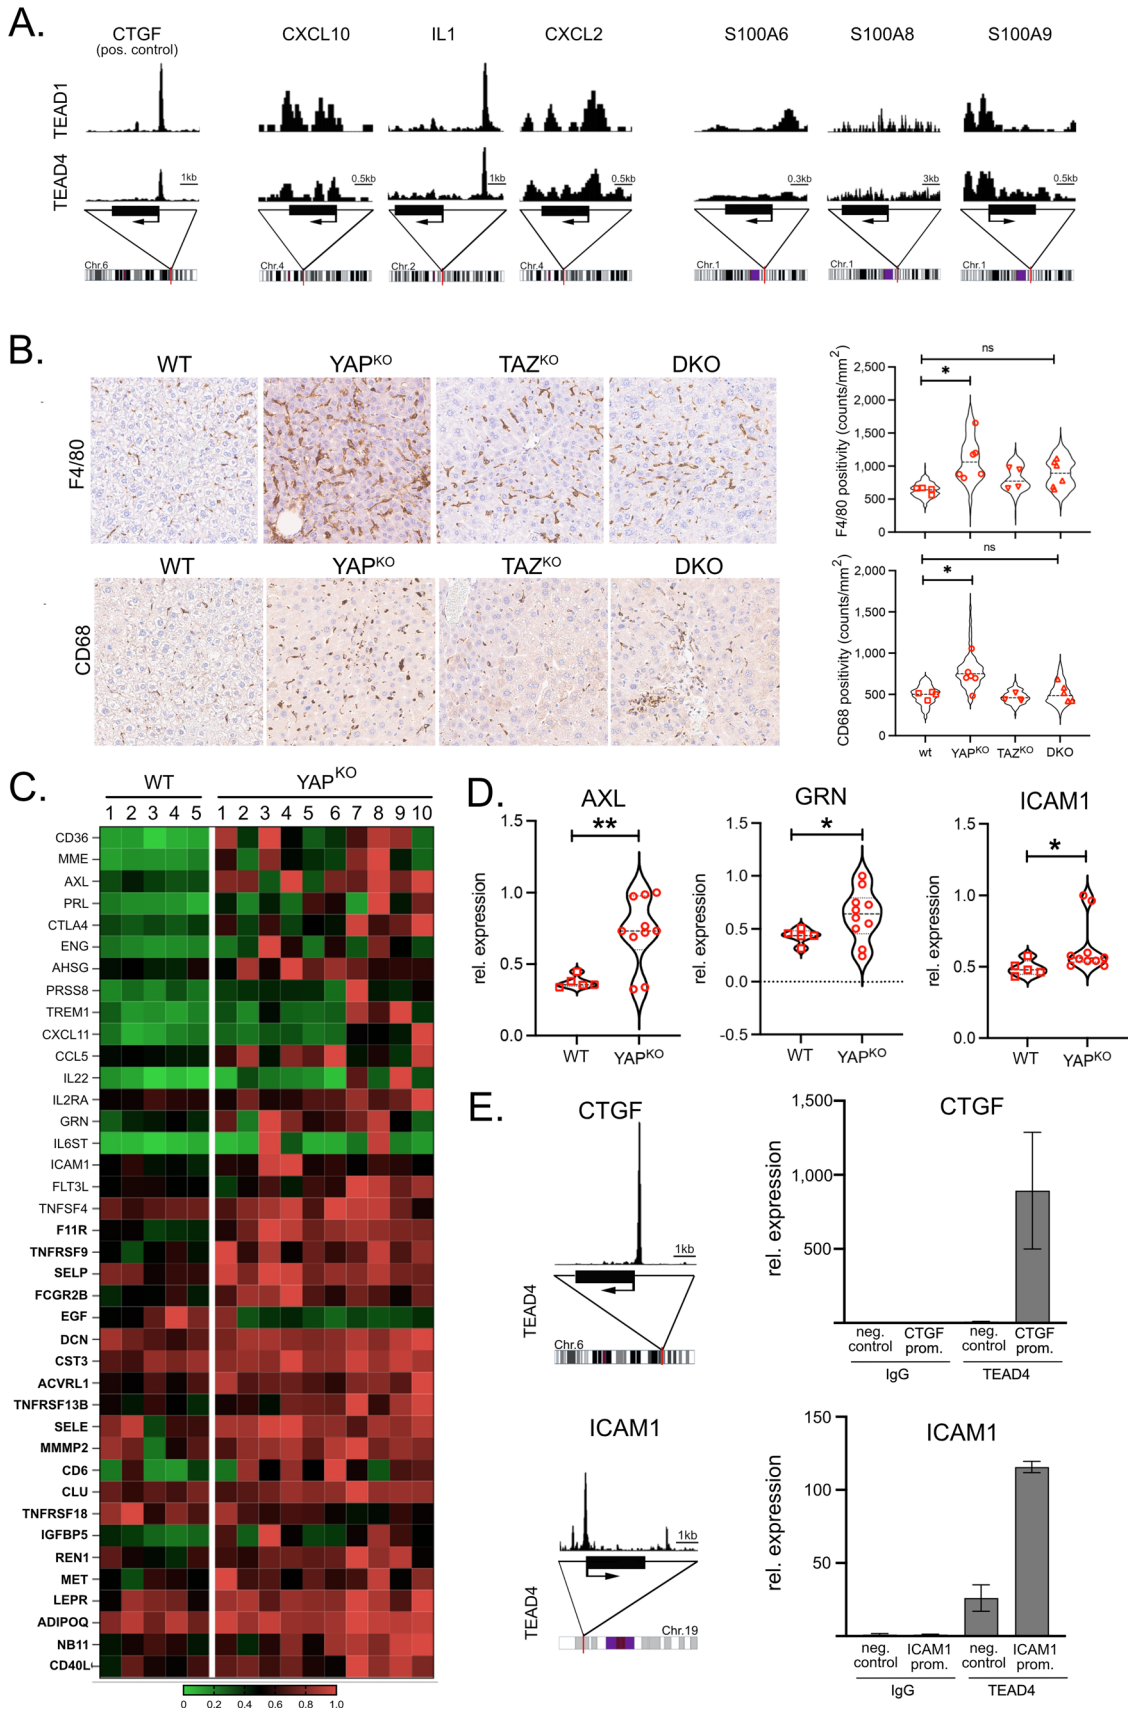 A.
CTGF
(pos. control)
CXCL10
IL1
CXCL2
S100A6
S100A8
S100A9
TEAD1
TEAD4
1kb
0.5kb
1kb
0.5kb
0.3kb
3kb
0.5kb
Chr.6
Chr.4
Chr.2
Chr.4
Chr.1
Chr.1
Chr.1
B.
WT
YAPKO
TAZKO
DKO
F4/80
WT
YAPKO
TAZKO
DKO
CD68
F4/80 positivity (counts/mm2)
2,500
2,000
1,500
1,000
500
0
ns
*
CD68 positivity (counts/mm2)
2,000
1,500
1,000
500
0
ns
*
wt
YAPKO
TAZKO
DKO
C.
WT
YAPKO
1 2 3 4 5 1 2 3 4 5 6 7 8 9 10
CD36
MME
AXL
PRL
CTLA4
ENG
AHSG
PRSS8
TREM1
CXCL11
CCL5
IL22
IL2RA
GRN
IL6ST
ICAM1
FLT3L
TNFSF4
F11R
TNFRSF9
SELP
FCGR2B
EGF
DCN
CST3
ACVRL1
TNFRSF13B
SELE
MMMP2
CD6
CLU
TNFRSF18
IGFBP5
REN1
MET
LEPR
ADIPOQ
NB11
CD40L
0 0.2 0.4 0.6 0.8 1.0
D.
AXL
rel. expression
1.5
1.0
0.5
0.0
**
WT
YAPKO
GRN
rel. expression
1.5
1.0
0.5
0.0
-0.5
*
WT
YAPKO
ICAM1
rel. expression
1.5
1.0
0.5
0.0
*
WT
YAPKO
E.
CTGF
1kb
TEAD4
Chr.6
CTGF
rel. expression
1,500
1,000
500
neg.
control
CTGF
prom.
neg.
control
CTGF
prom.
IgG
TEAD4
ICAM1
1kb
TEAD4
Chr.19
ICAM1
rel. expression
150
100
50
neg.
control
ICAM1
prom.
neg.
control
ICAM1
prom.
IgG
TEAD4